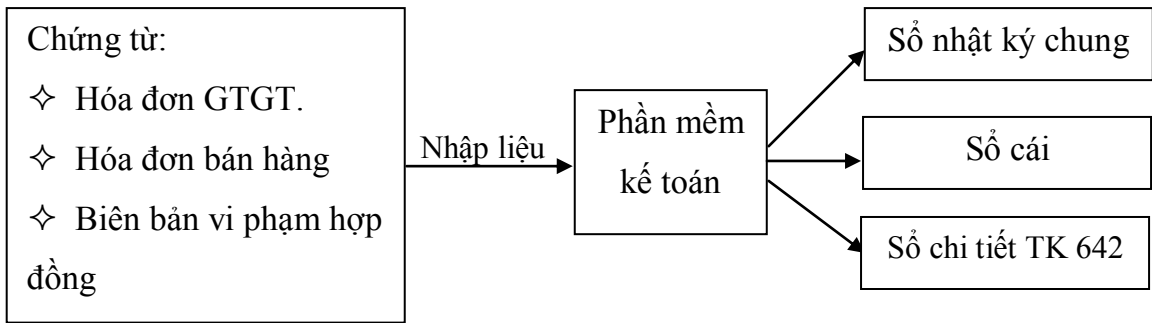 Chứng từ:
✧ Hóa đơn GTGT.
✧ Hóa đơn bán hàng
✧ Biên bản vi phạm hợp
đồng
Nhập liệu
Phần mềm
kế toán
Sổ nhật ký chung
Sổ cái
Sổ chi tiết TK 642